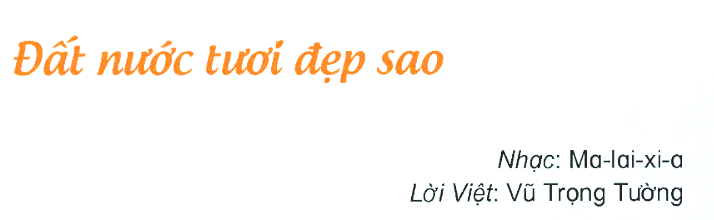 Đất nước tươi đẹp sao
Nhạc: Ma-lai-xi-a
Lời Việt: Vũ Trọng Tường